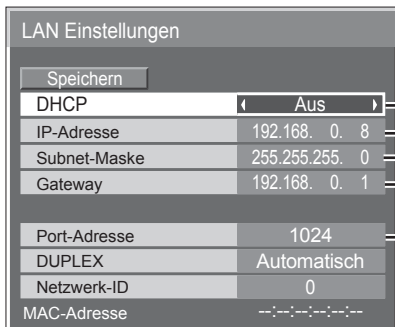 LAN Einstellungen
Speichern
DHCP Aus
IP-Adresse 192.168. 0. 8
Subnet-Maske 255.255.255. 0
Gateway 192.168. 0. 1
Port-Adresse 1024
DUPLEX Automatisch
Netzwerk-ID 0
MAC-Adresse --:--:--:--:--:--